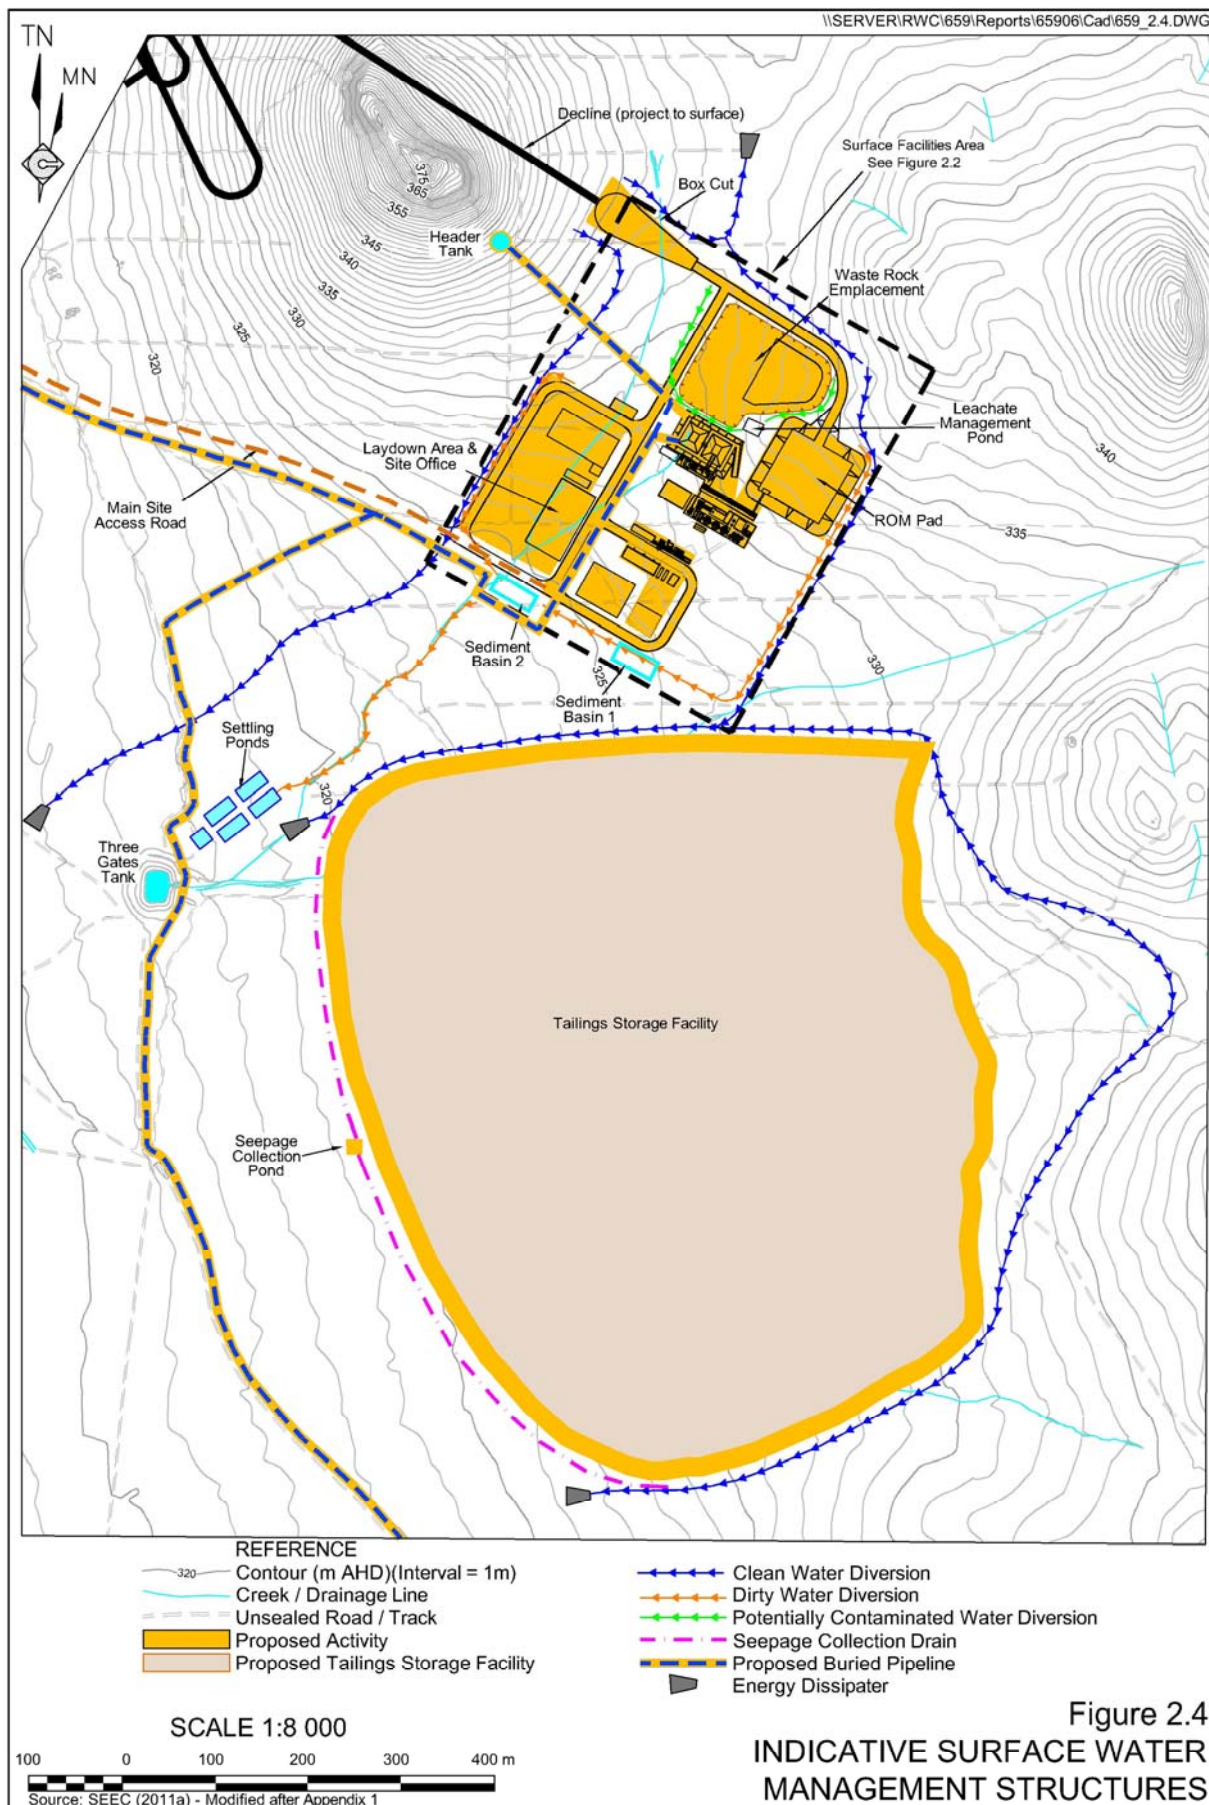 \\SERVER\RWC\659\Reports\65906\Cad\659_2.4.DWG
TN
MN
Decline (project to surface)
Surface Facilities Area
See Figure 2.2
Box Cut
375
365
355
345
340
335
330
325
320
Header
Tank
Waste Rock
Emplacement
Leachate
Management
Pond
340
Laydown Area &
Site Office
Main Site
Access Road
ROM Pad
335
Sediment
Basin 2
325
330
Sediment
Basin 1
Settling
Ponds
320
Three
Gates
Tank
Tailings Storage Facility
Seepage
Collection
Pond
REFERENCE
320
Contour (m AHD)(Interval = 1m)
Creek / Drainage Line
Unsealed Road / Track
Proposed Activity
Proposed Tailings Storage Facility
Clean Water Diversion
Dirty Water Diversion
Potentially Contaminated Water Diversion
Seepage Collection Drain
Proposed Buried Pipeline
Energy Dissipater
SCALE 1:8 000
100 0 100 200 300 400 m
Source: SEEC (2011a) - Modified after Appendix 1
Figure 2.4
INDICATIVE SURFACE WATER
MANAGEMENT STRUCTURES